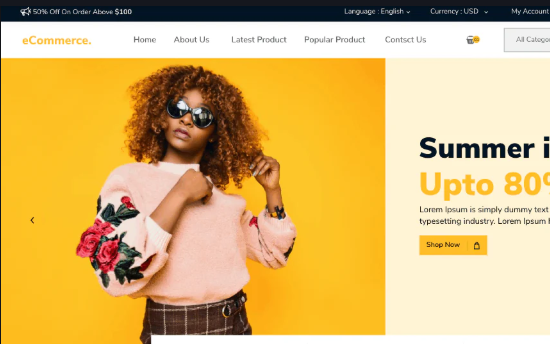 50% Off On Order Above $100
Language : English
Currency : USD
My Account
eCommerce.
Home
About Us
Latest Product
Popular Product
Contsct Us
All Catego
Summer i
Upto 80%
Lorem Ipsum is simply dummy text
typesetting industry. Lorem Ipsum
Shop Now